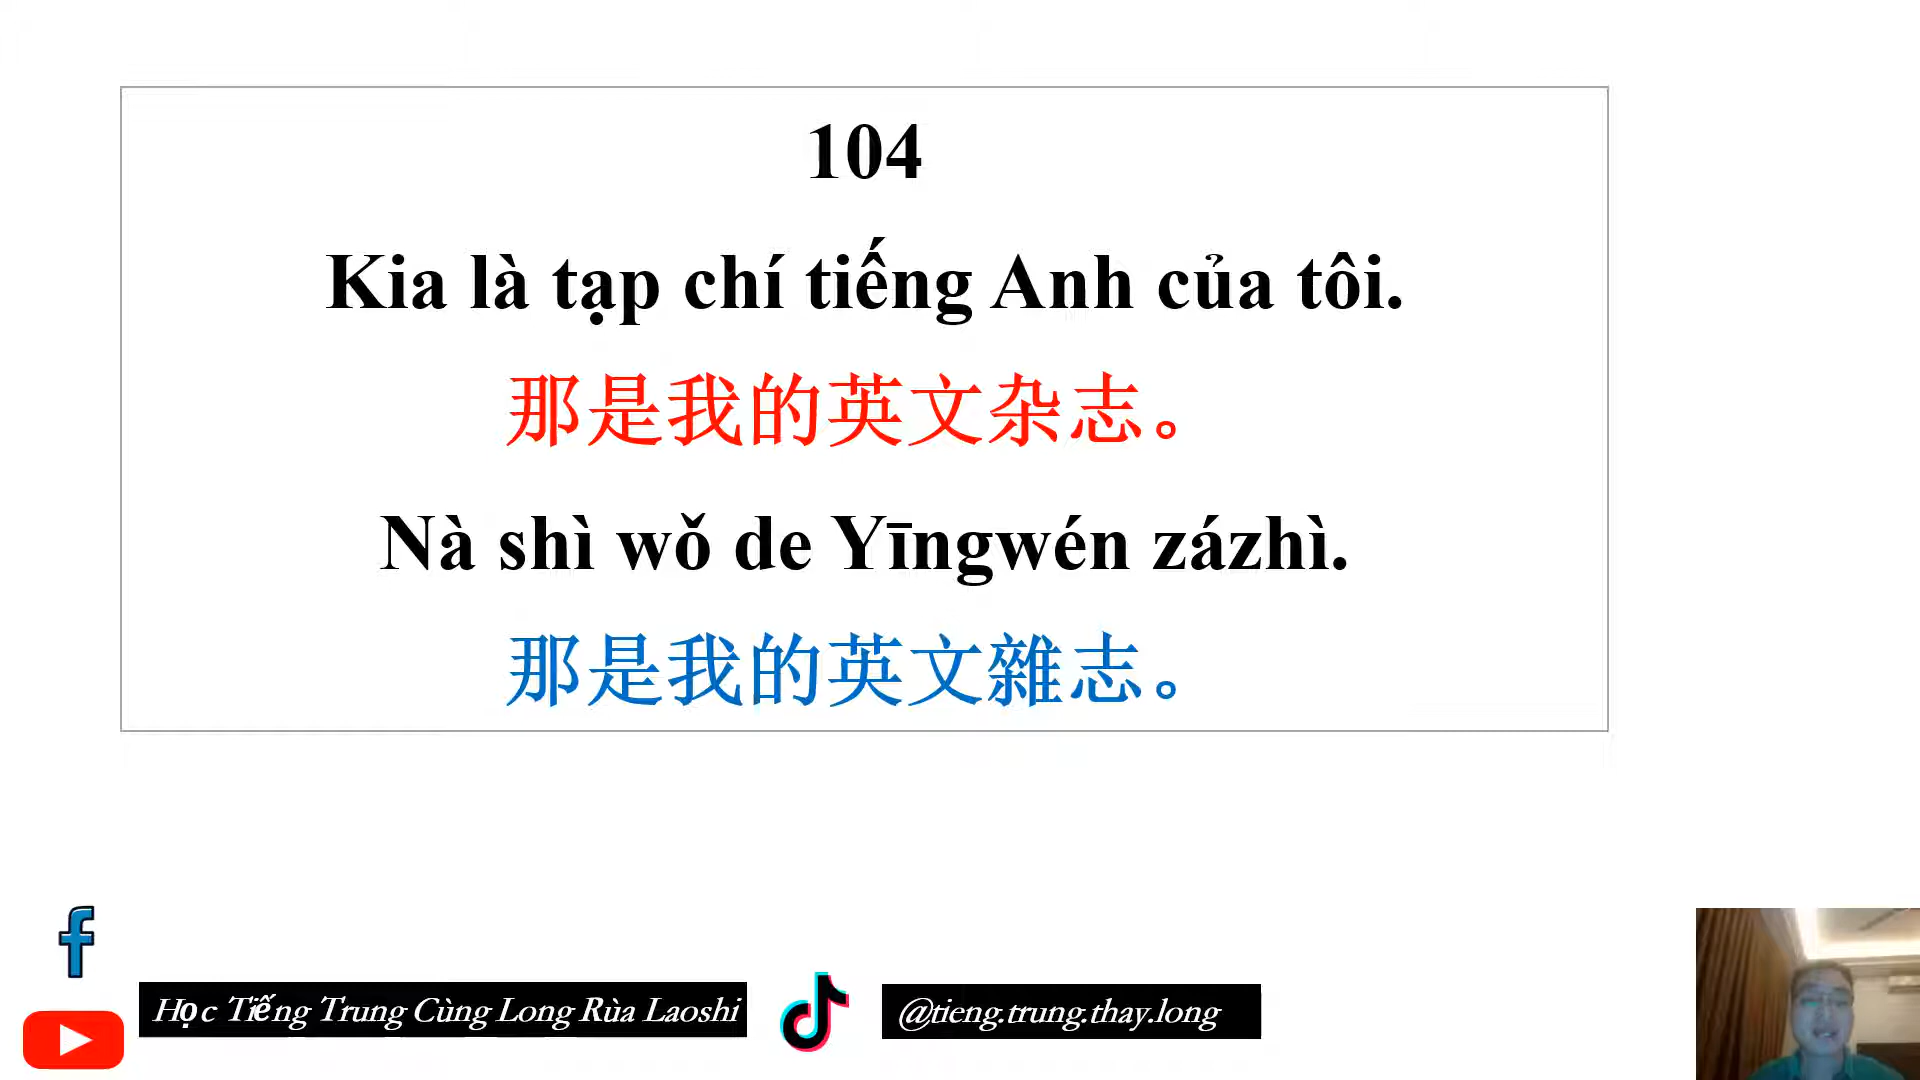 104
Kia là tạp chí tiếng Anh của tôi.
那是我的英文杂志。
Nà shì wǒ de Yīngwén zázhì.
那是我的英文雜志。
Học Tiếng Trung Cùng Long Rùa Laoshi
@tieng.trung.thay.long